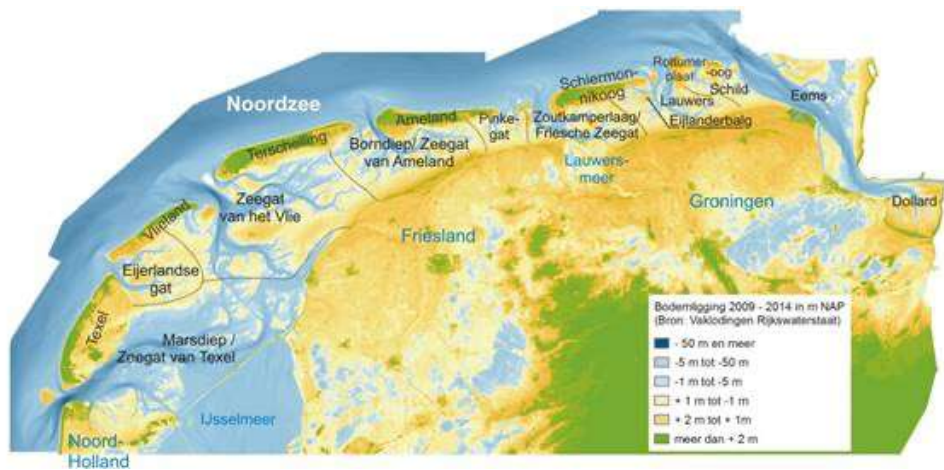 Noordzee
Texel
Vlieland
Terschelling
Ameland
Schiermon-
nikoog
Rottumer-
plaat
-oog
Schild
Lauwers
Eijlanderbalg
Eems
Pinke-
gat
Zoutkamperlaag/
Friesche Zeegat
Borndiep/ Zeegat
van Ameland
Zeegat
van het Vlie
Eijerlandse
gat
Marsdiep /
Zeegat van Texel
Lauwers-
meer
Groningen
Dollard
Friesland
IJsselmeer
Noord-
Holland
Bodemligging 2009 - 2014 in m NAP
(Bron: Vaklodingen Rijkswaterstaat)
- 50 m en meer
-5 m tot -50 m
-1 m tot -5 m
+ 1 m tot -1 m
+ 2 m tot + 1m
meer dan + 2 m